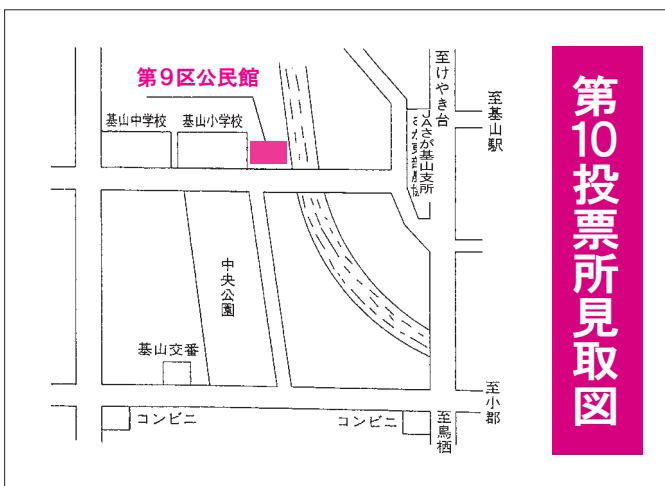 第10投票所見取図
至けやき台
至基山駅
第9区公民館
基山中学校
基山小学校
JAさが基山支所
中央公園
基山交番
コンビニ
コンビニ
至鳥栖
至小郡